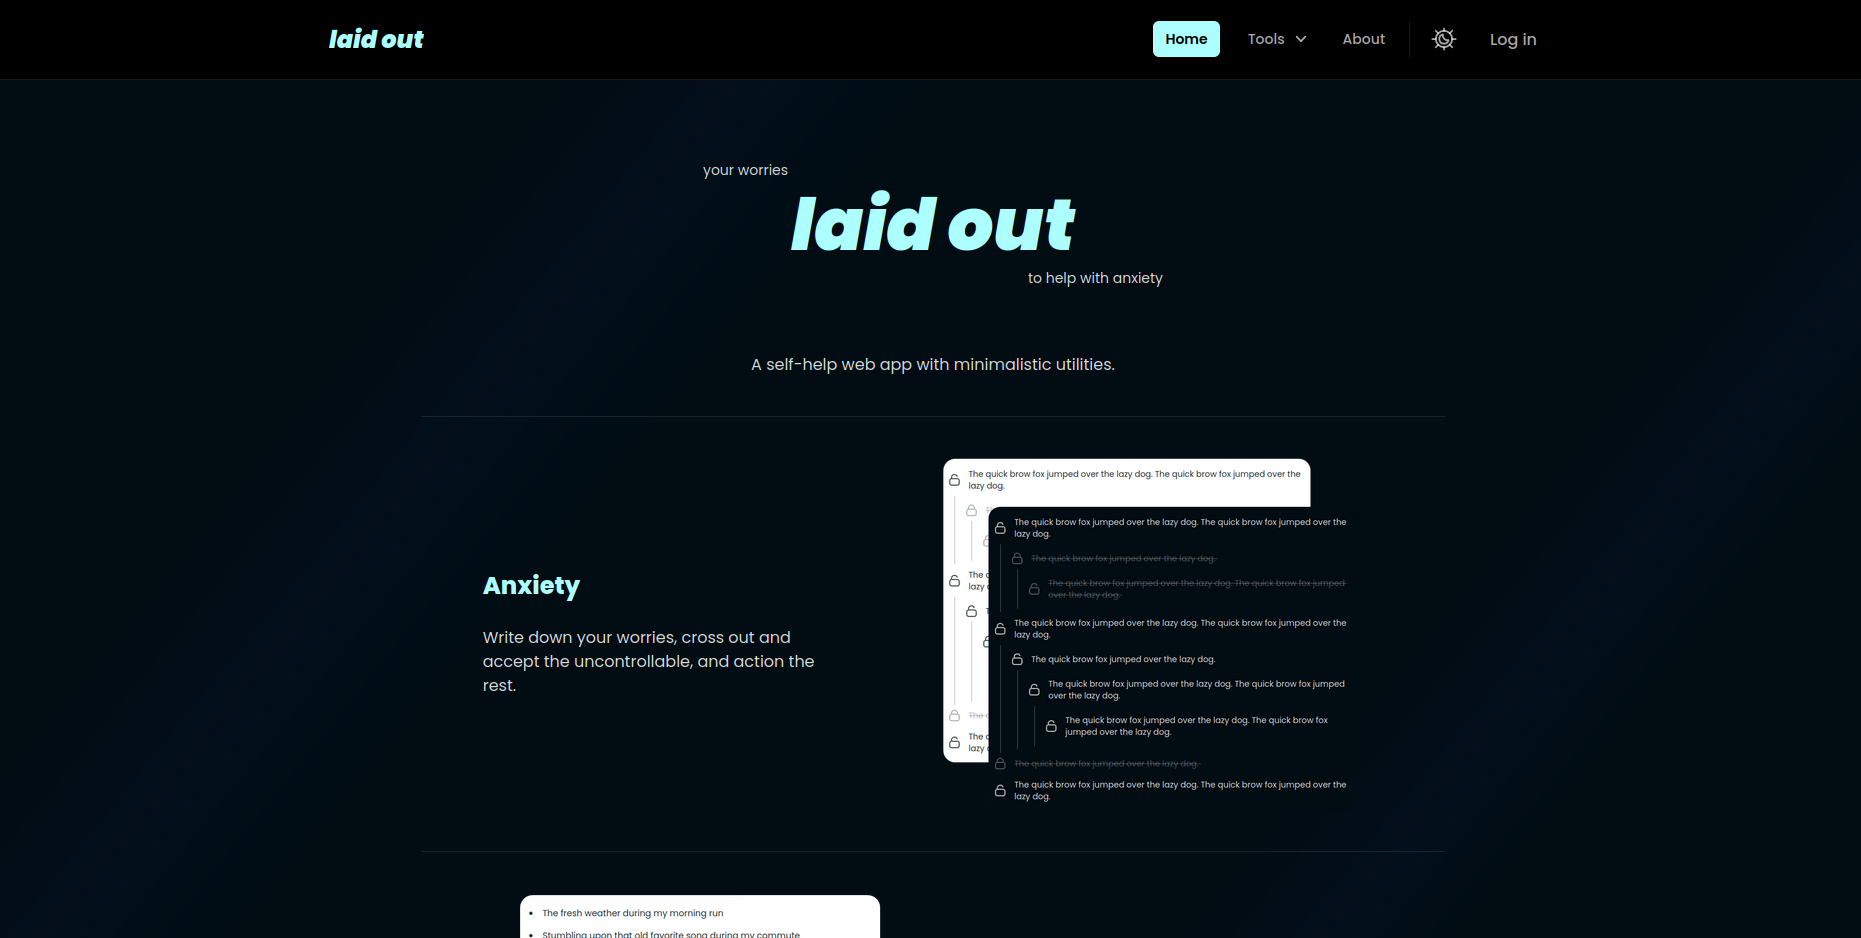 laid out
Home
Tools
About
Log in
your worries
laid out
to help with anxiety
A self-help web app with minimalistic utilities.
Anxiety
Write down your worries, cross out and
accept the uncontrollable, and action the
rest.
The quick brow fox jumped over the lazy dog. The quick brow fox jumped over the
lazy dog.
The
lazy
The
lazy
The quick brow fox jumped over the lazy dog. The quick brow fox jumped over the
lazy dog.
The quick brow fox jumped over the lazy dog.
The quick brow fox jumped over the lazy dog. The quick brow fox jumped
over the lazy dog.
The quick brow fox jumped over the lazy dog. The quick brow fox jumped over the
lazy dog.
The quick brow fox jumped over the lazy dog.
The quick brow fox jumped over the lazy dog. The quick brow fox jumped
over the lazy dog.
The quick brow fox jumped over the lazy dog. The quick brow fox
jumped over the lazy dog.
The quick brow fox jumped over the lazy dog.
The quick brow fox jumped over the lazy dog. The quick brow fox jumped over the
lazy dog.
The fresh weather during my morning run
Stumbling upon that old favorite song during my commute